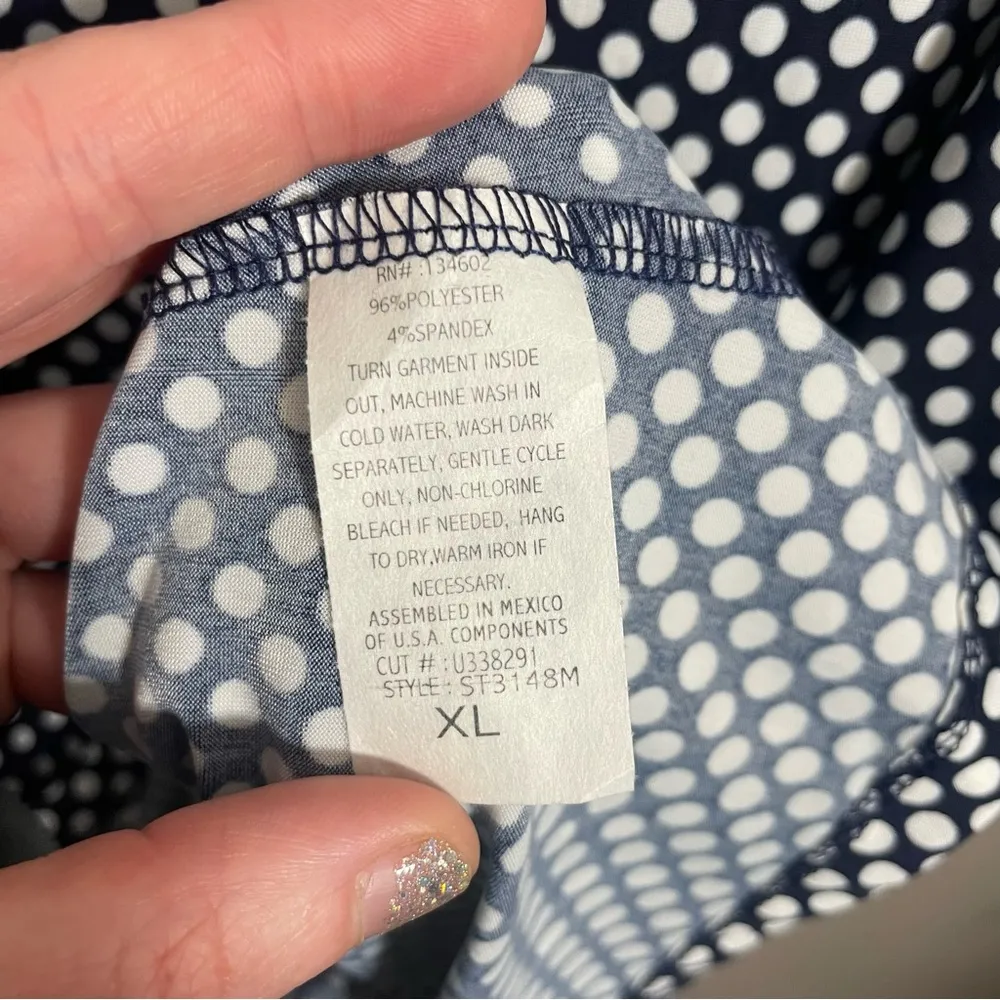 RN# :134602
96%POLYESTER
4%SPANDEX
TURN GARMENT INSIDE
OUT, MACHINE WASH IN
COLD WATER, WASH DARK
SEPARATELY, GENTLE CYCLE
ONLY, NON-CHLORINE
BLEACH IF NEEDED, HANG
TO DRY,WARM IRON IF
NECESSARY.
ASSEMBLED IN MEXICO
OF U.S.A. COMPONENTS
CUT # : U338291
STYLE : ST3148M
XL